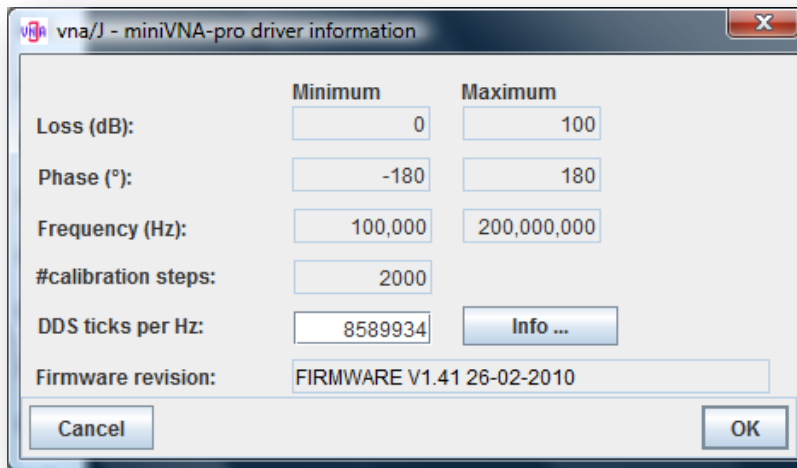 vna/J - miniVNA-pro driver information
Minimum Maximum
Loss (dB): 0 100
Phase (°): -180 180
Frequency (Hz): 100,000 200,000,000
#calibration steps: 2000
DDS ticks per Hz: 8589934 Info ...
Firmware revision: FIRMWARE V1.41 26-02-2010
Cancel OK